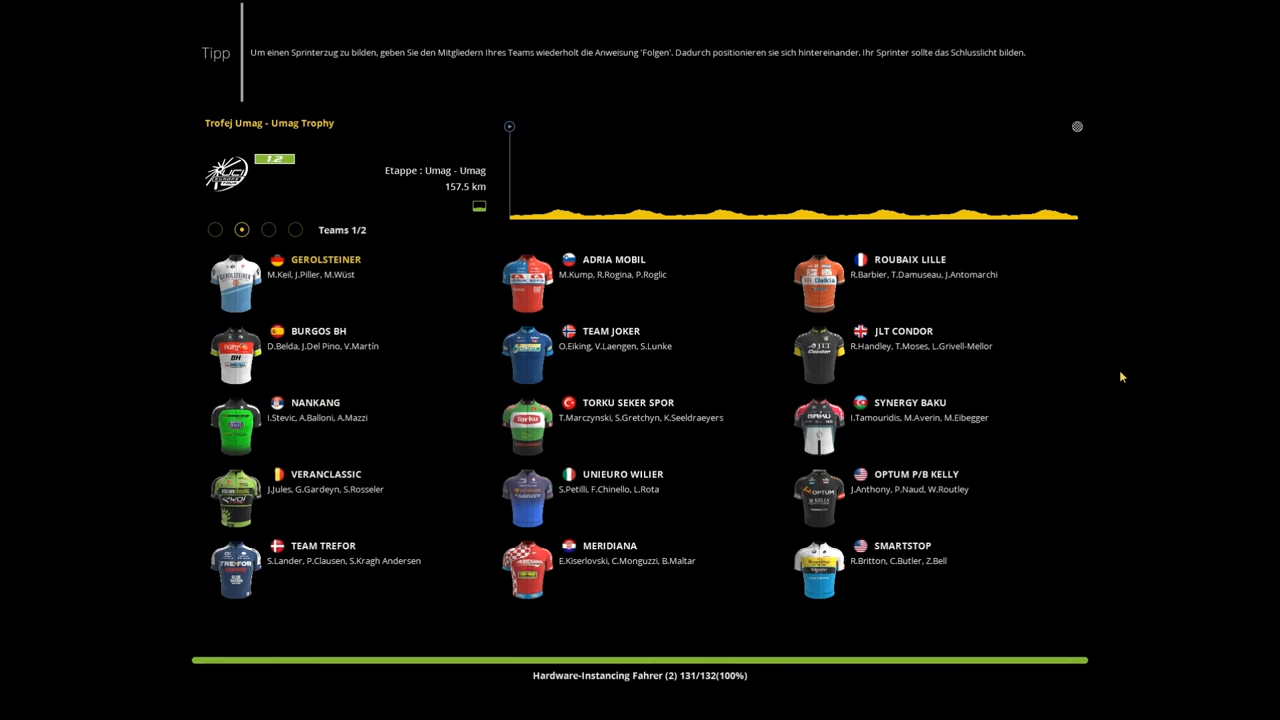 Tipp
Um einen Sprinterzug zu bilden, geben Sie den Mitgliedern Ihres Teams wiederholt die Anweisung 'Folgen'. Dadurch positionieren sie sich hintereinander. Ihr Sprinter sollte das Schlusslicht bilden.
Trofej Umag - Umag Trophy
1.2
UCI
Etappe : Umag - Umag
157.5 km
Teams 1/2
GEROLSTEINER
M.Keil, J.Piller, M.Wüst
ADRIA MOBIL
M.Kump, R.Rogina, P.Roglic
ROUBAIX LILLE
R.Barbier, T.Damuseau, J.Antomarchi
BURGOS BH
D.Belda, J.Del Pino, V.Martín
TEAM JOKER
O.Eiking, V.Laengen, S.Lunke
JLT CONDOR
R.Handley, T.Moses, L.Grivell-Mellor
NANKANG
I.Stevic, A.Balloni, A.Mazzi
TORKU SEKER SPOR
T.Marczynski, S.Gretchyn, K.Seeldraeyers
SYNERGY BAKU
I.Tamouridis, M.Averin, M.Eibegger
VERANCLASSIC
J.Jules, G.Gardeyn, S.Rosseler
UNIEURO WILIER
S.Petilli, F.Chinello, L.Rota
OPTUM P/B KELLY
J.Anthony, P.Naud, W.Routley
TEAM TREFOR
S.Lander, P.Clausen, S.Kragh Andersen
MERIDIANA
E.Kiserlovski, C.Monguzzi, B.Maltar
SMARTSTOP
R.Britton, C.Butler, Z.Bell
Hardware-Instancing Fahrer (2) 131/132(100%)